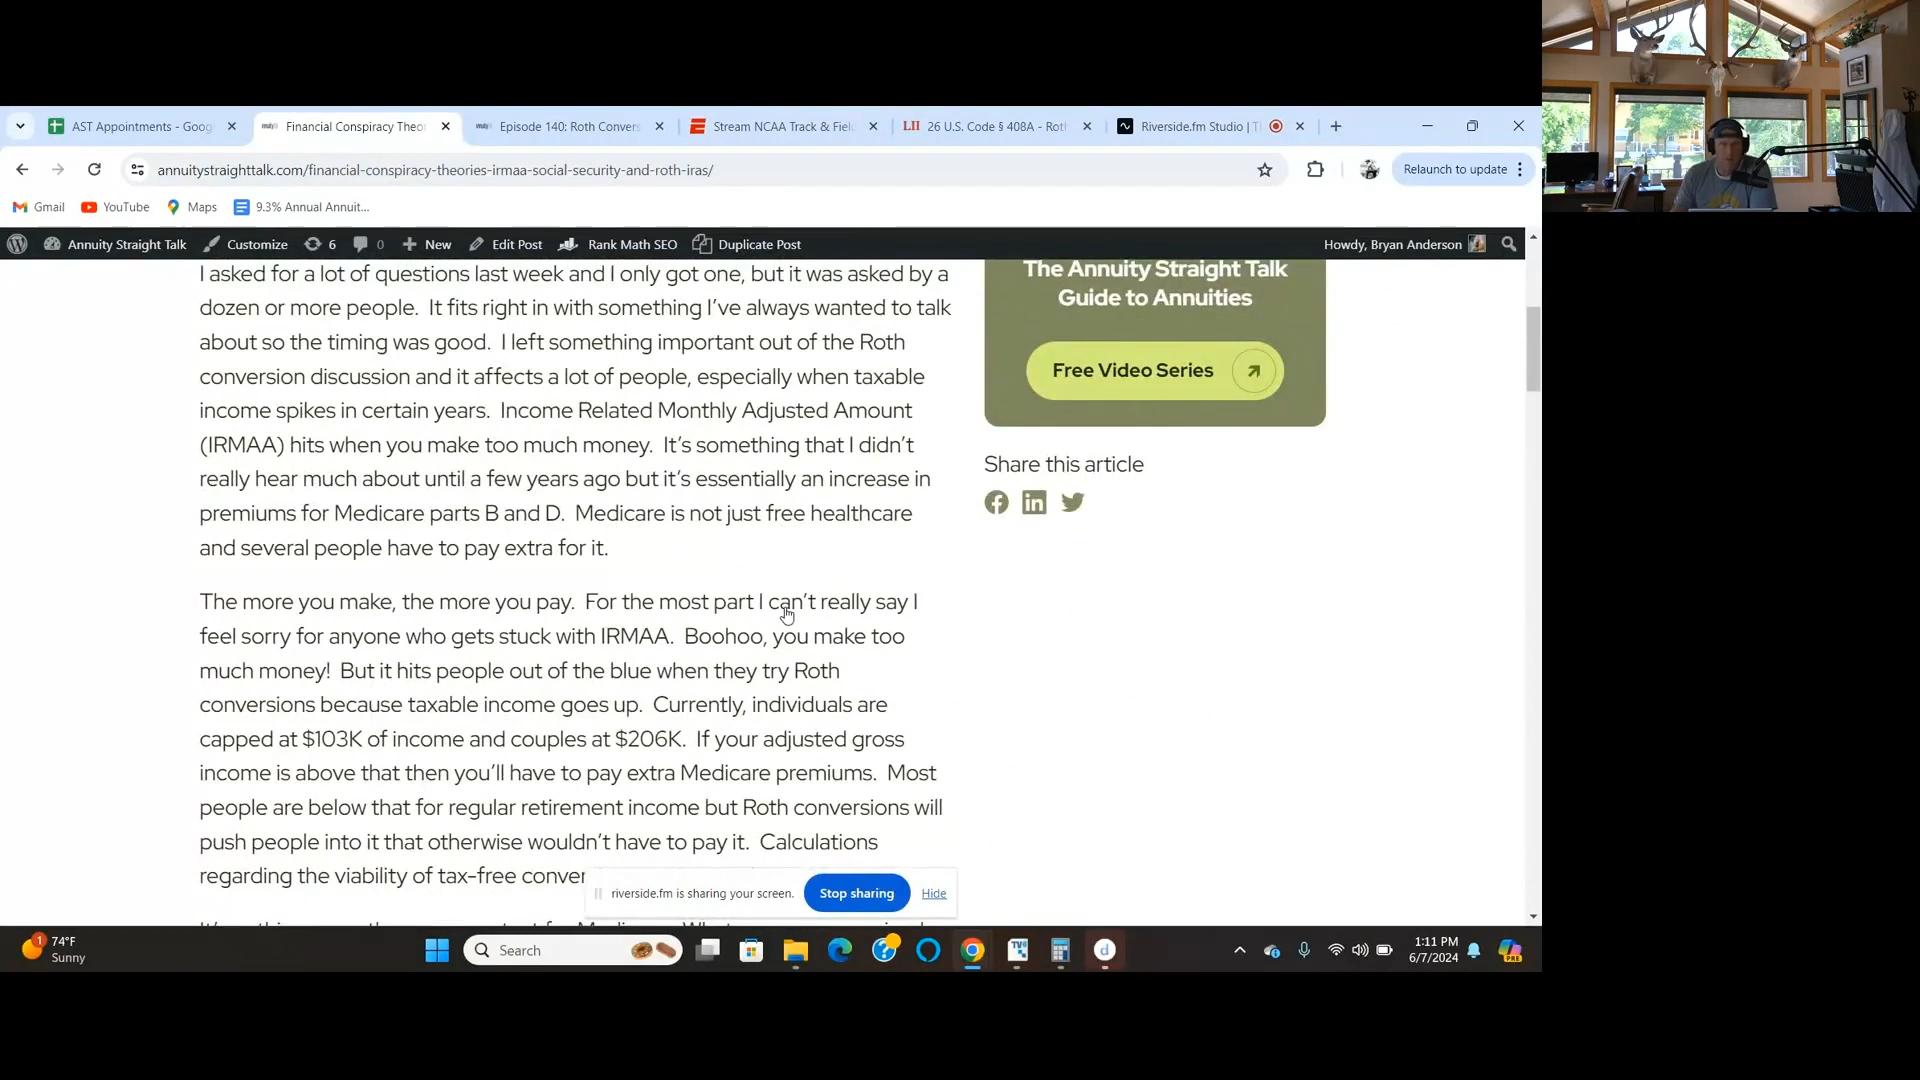 AST Appointments - Goog
Financial Conspiracy Theo
Episode 140: Roth Convers
Stream NCAA Track & Fiel
LII 26 U.S. Code § 408A - Roth
Riverside.fm Studio | T
annuitystraighttalk.com/financial-conspiracy-theories-irmaa-social-security-and-roth-iras/
Relaunch to update
Gmail YouTube Maps 9.3% Annual Annuit...
Annuity Straight Talk Customize 6 0 New Edit Post Rank Math SEO Duplicate Post Howdy, Bryan Anderson
I asked for a lot of questions last week and I only got one, but it was asked by a
dozen or more people. It fits right in with something I've always wanted to talk
about so the timing was good. I left something important out of the Roth
conversion discussion and it affects a lot of people, especially when taxable
income spikes in certain years. Income Related Monthly Adjusted Amount
(IRMAA) hits when you make too much money. It's something that I didn't
really hear much about until a few years ago but it's essentially an increase in
premiums for Medicare parts B and D. Medicare is not just free healthcare
and several people have to pay extra for it.
The more you make, the more you pay. For the most part I can't really say I
feel sorry for anyone who gets stuck with IRMAA. Boohoo, you make too
much money! But it hits people out of the blue when they try Roth
conversions because taxable income goes up. Currently, individuals are
capped at $103K of income and couples at $206K. If your adjusted gross
income is above that then you'll have to pay extra Medicare premiums. Most
people are below that for regular retirement income but Roth conversions will
push people into it that otherwise wouldn't have to pay it. Calculations
regarding the viability of tax-free conver
The Annuity Straight Talk
Guide to Annuities
Free Video Series
Share this article
riverside.fm is sharing your screen. Stop sharing Hide
1
74°F
Sunny
Search
1:11 PM
6/7/2024